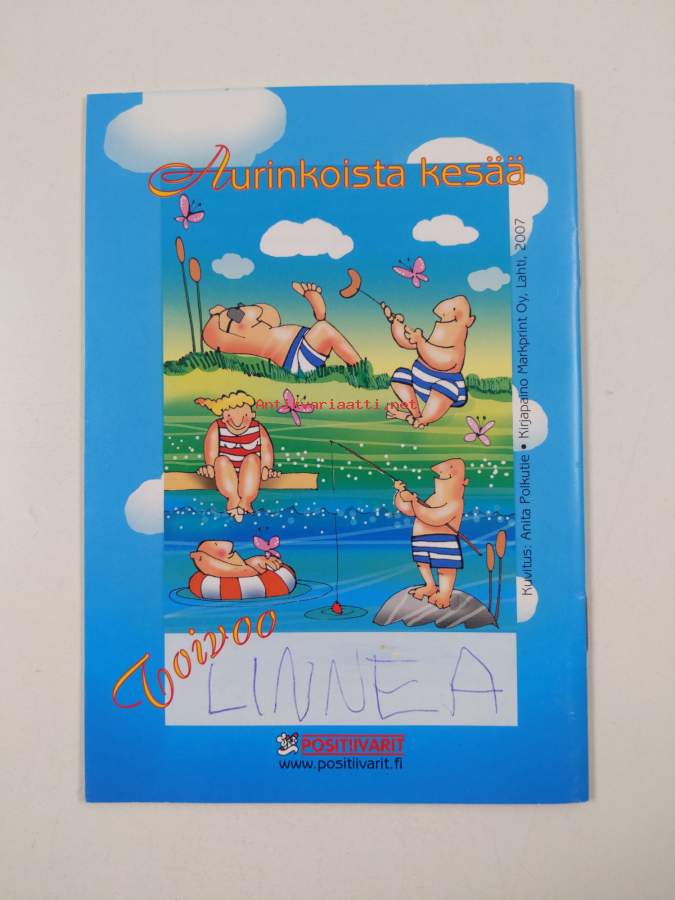 Aurinkoista kesää
Antikvariaatti.net
Kuvitus: Anita Polkutie • Kirjapaino Markprint Oy, Lahti, 2007
Toivoo
LINNEA
POSITIIVARIT
www.positiivarit.fi